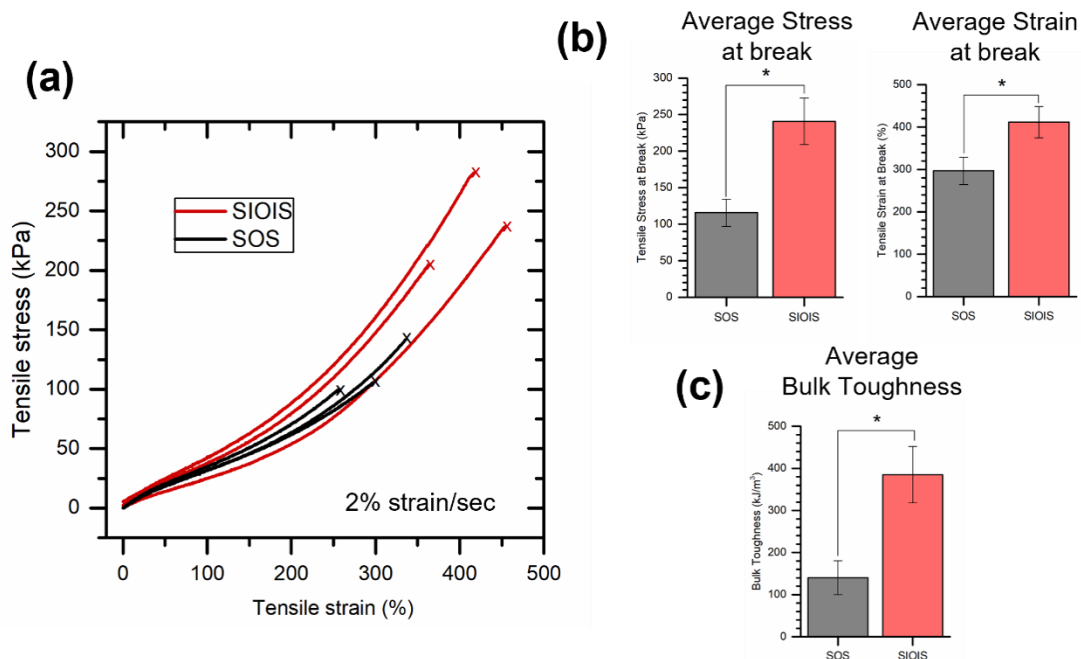 (a)
Tensile stress (kPa)
300
250
200
150
100
50
0
SIOIS
SOS
2% strain/sec
0 100 200 300 400 500
Tensile strain (%)
(b)
Average Stress
at break
*
Tensile Stress at Break (kPa)
300
250
200
150
100
50
0
SOS SIOIS
Average Strain
at break
*
Tensile Strain at Break (%)
500
400
300
200
100
0
SOS SIOIS
(c)
Average
Bulk Toughness
*
Bulk Toughness (kJ/m³)
500
400
300
200
100
0
SOS SIOIS